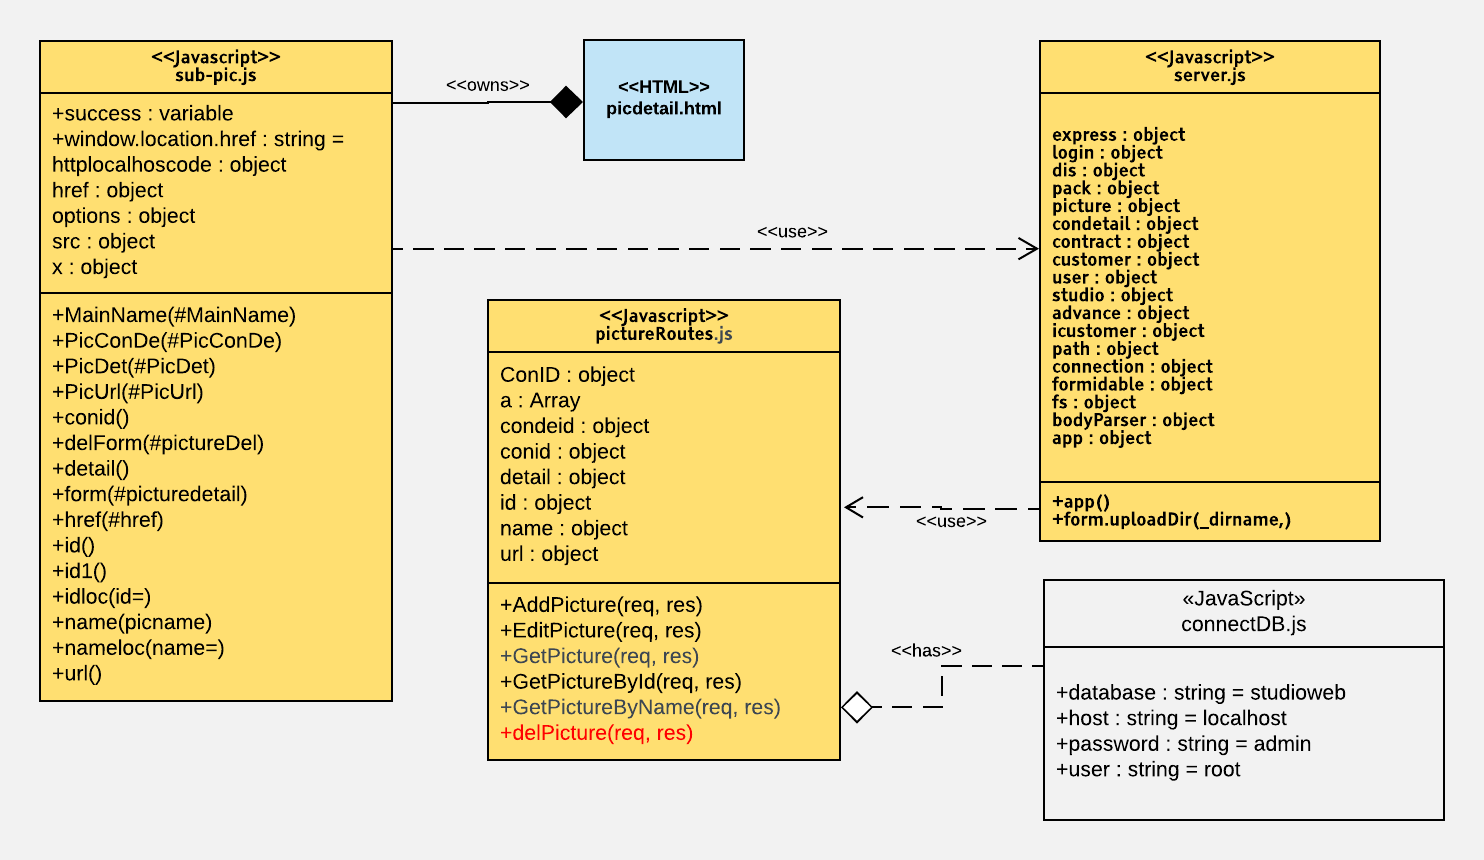 <<Javascript>>
sub-pic.js
+success : variable
+window.location.href : string =
httplocalhoscode : object
href : object
options : object
src : object
x : object
+MainName(#MainName)
+PicConDe(#PicConDe)
+PicDet(#PicDet)
+PicUrl(#PicUrl)
+conid()
+delForm(#pictureDel)
+detail()
+form(#picturedetail)
+href(#href)
+id()
+id1()
+idloc(id=)
+name(picname)
+nameloc(name=)
+url()
<<owns>>
<<HTML>>
picdetail.html
<<use>>
<<Javascript>>
server.js
express : object
login : object
dis : object
pack : object
picture : object
condetail : object
contract : object
customer : object
user : object
studio : object
advance : object
icustomer : object
path : object
connection : object
formidable : object
fs : object
bodyParser : object
app : object
+app()
+form.uploadDir(_dirname,)
<<Javascript>>
pictureRoutes.js
ConID : object
a : Array
condeid : object
conid : object
detail : object
id : object
name : object
url : object
+AddPicture(req, res)
+EditPicture(req, res)
+GetPicture(req, res)
+GetPictureById(req, res)
+GetPictureByName(req, res)
+delPicture(req, res)
<<use>>
<<has>>
«JavaScript»
connectDB.js
+database : string = studioweb
+host : string = localhost
+password : string = admin
+user : string = root